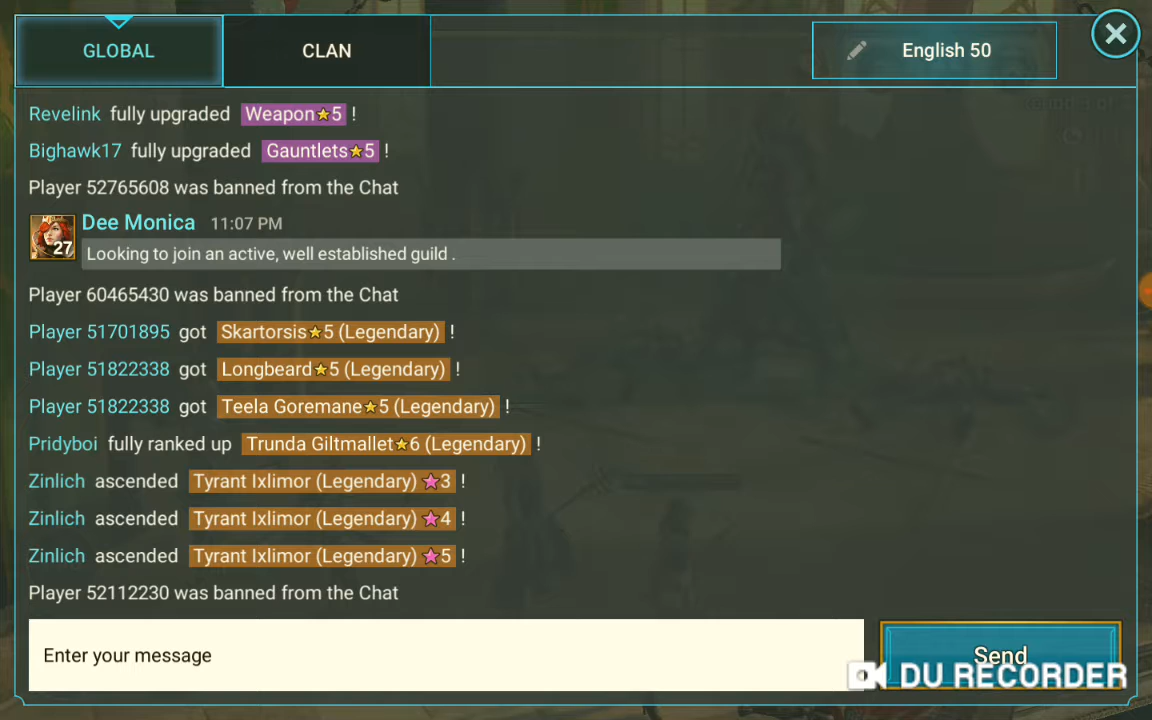 GLOBAL CLAN English 50
Revelink fully upgraded Weapon★5 !
Bighawk17 fully upgraded Gauntlets★5 !
Player 52765608 was banned from the Chat
Dee Monica 11:07 PM
27
Looking to join an active, well established guild .
Player 60465430 was banned from the Chat
Player 51701895 got Skartorsis★5 (Legendary) !
Player 51822338 got Longbeard★5 (Legendary) !
Player 51822338 got Teela Goremane★5 (Legendary) !
Pridyboi fully ranked up Trunda Giltmallet★6 (Legendary) !
Zinlich ascended Tyrant Ixlimor (Legendary) ★3 !
Zinlich ascended Tyrant Ixlimor (Legendary) ★4 !
Zinlich ascended Tyrant Ixlimor (Legendary) ★5 !
Player 52112230 was banned from the Chat
Enter your message Send
DU RECORDER